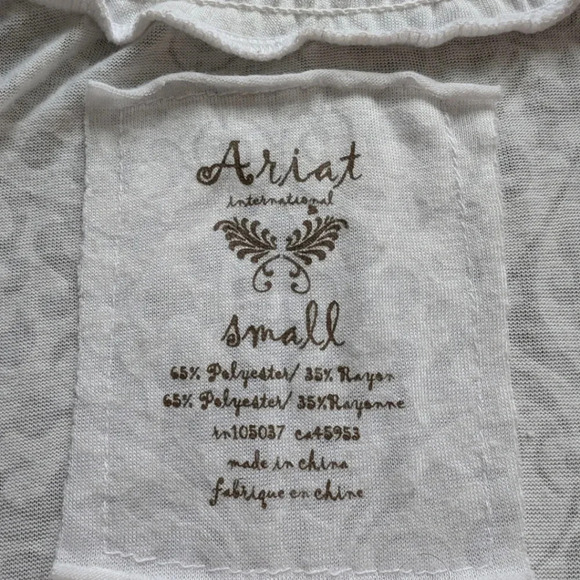 Ariat
international
small
65% Polyester/ 35% Rayon
65% Polyester/ 35% Rayonne
rn105037 ca45953
made in china
fabrique en chine